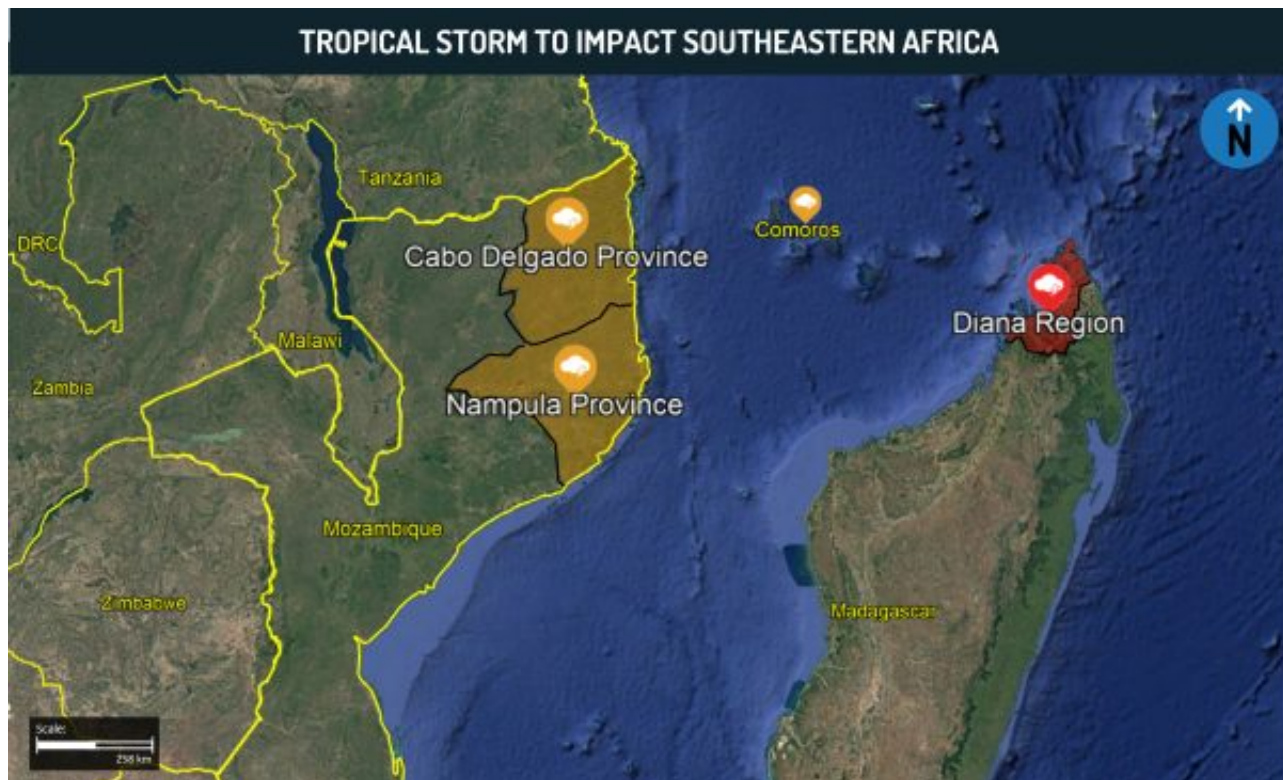 TROPICAL STORM TO IMPACT SOUTHEASTERN AFRICA
N
Tanzania
Comoros
DRC
Cabo Delgado Province
Diana Region
Malawi
Zambia
Nampula Province
Mozambique
Zimbabwe
Madagascar
Scale:
258 km